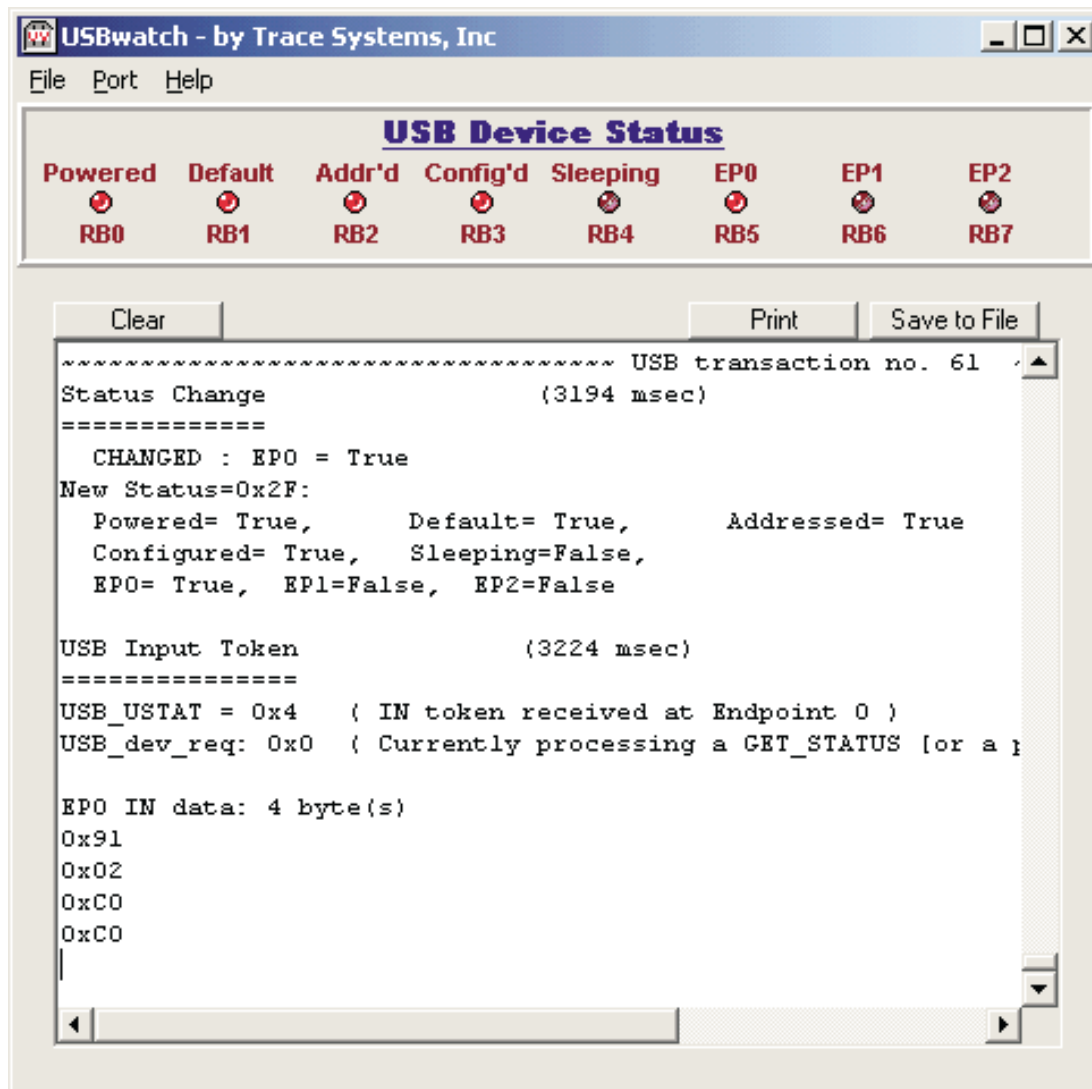 USBwatch - by Trace Systems, Inc
File Port Help
USB Device Status
Powered Default Addr'd Config'd Sleeping EP0 EP1 EP2
RB0 RB1 RB2 RB3 RB4 RB5 RB6 RB7
Clear Print Save to File
~~~~~~~~~~~~~~~~~~~~~~~~~~~~~~~~~~~ USB transaction no. 61 ~
Status Change (3194 msec)
=============
CHANGED : EP0 = True
New Status=0x2F:
Powered= True, Default= True, Addressed= True
Configured= True, Sleeping=False,
EP0= True, EP1=False, EP2=False
USB Input Token (3224 msec)
===============
USB_USTAT = 0x4 ( IN token received at Endpoint 0 )
USB_dev_req: 0x0 ( Currently processing a GET_STATUS [or a
EP0 IN data: 4 byte(s)
0x91
0x02
0xC0
0xC0